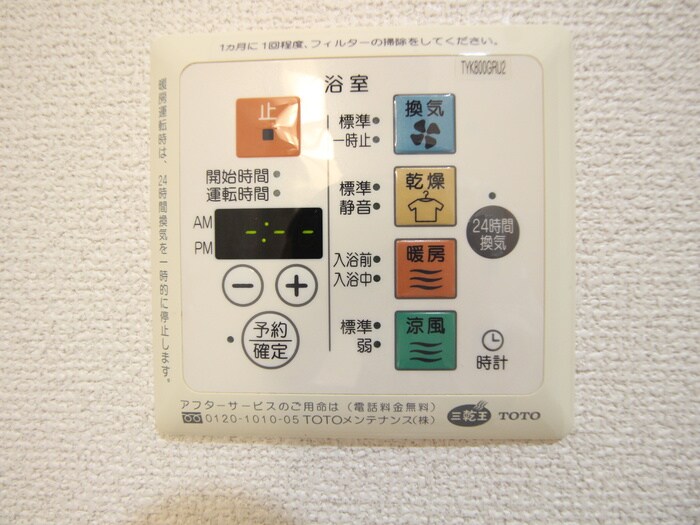 1ヵ月に1回程度、フィルターの掃除をしてください。
TYK800GRU2
浴室
止
換気
標準
一時止
開始時間
運転時間
乾燥
標準
静音
AM
PM
-:--
24時間
換気
暖房
入浴前
入浴中
予約
確定
涼風
標準
弱
時計
暖房運転時は、24時間換気を一時的に停止します。
アフターサービスのご用命は(電話料金無料)
0120-1010-05 TOTOメンテナンス(株)
三乾王
TOTO